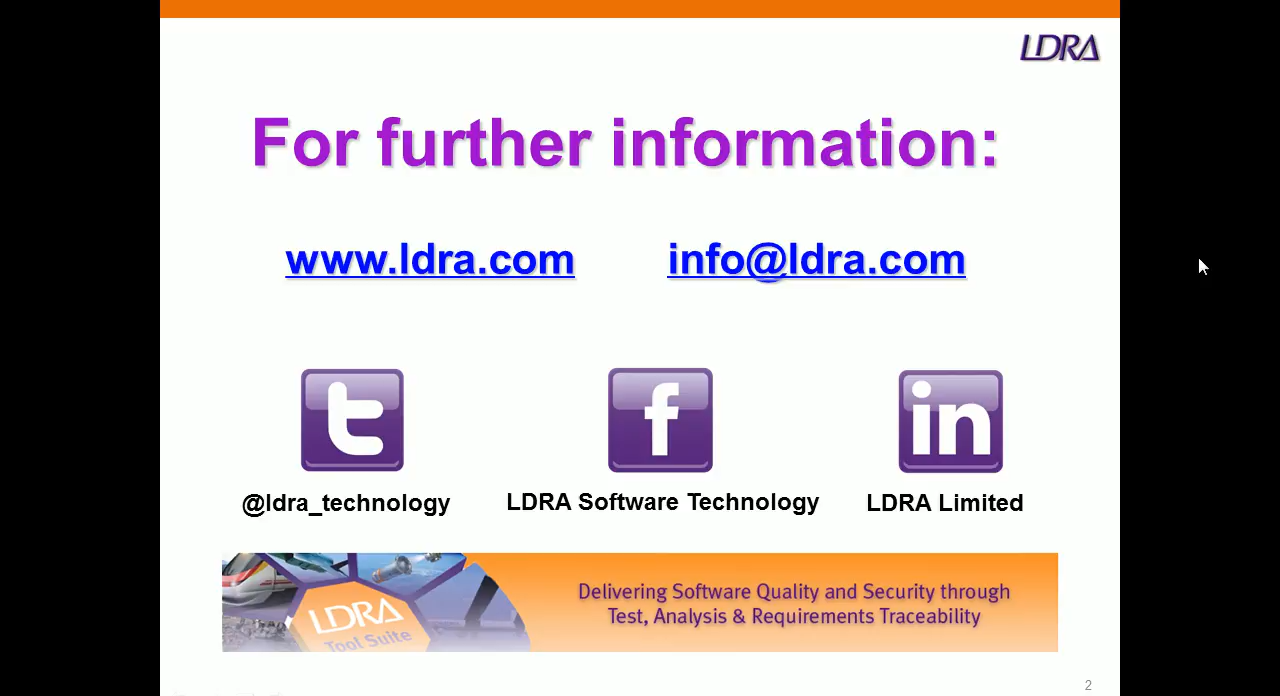 LDRA
For further information:
www.ldra.com info@ldra.com
t f in
@ldra_technology LDRA Software Technology LDRA Limited
LDRA
Tool Suite
Delivering Software Quality and Security through
Test, Analysis & Requirements Traceability
2